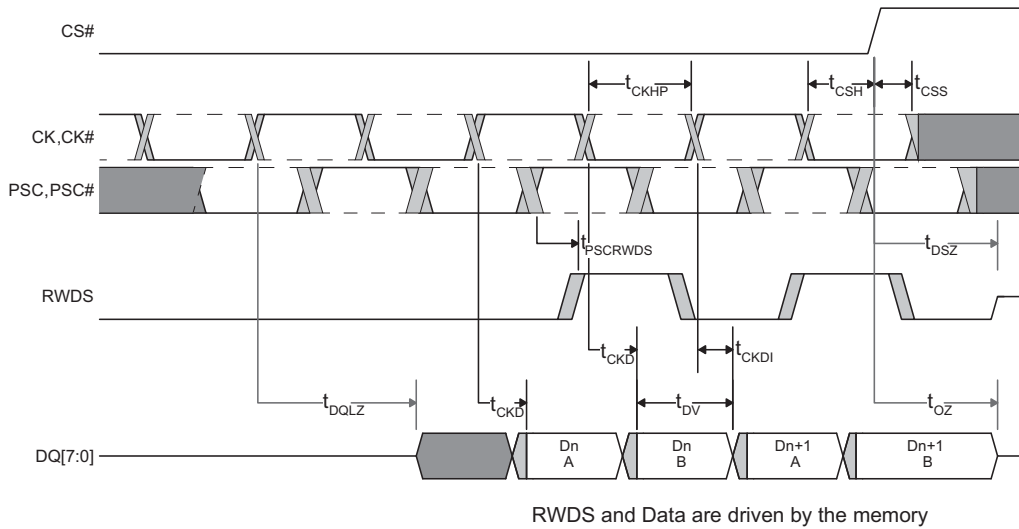 CS#
tCKHP
tCSH
tCSS
CK,CK#
PSC,PSC#
tPSCRWDS
tDSZ
RWDS
tCKD
tCKDI
tDQLZ
tCKD
tDV
tOZ
DQ[7:0]
Dn
A
Dn
B
Dn+1
A
Dn+1
B
RWDS and Data are driven by the memory